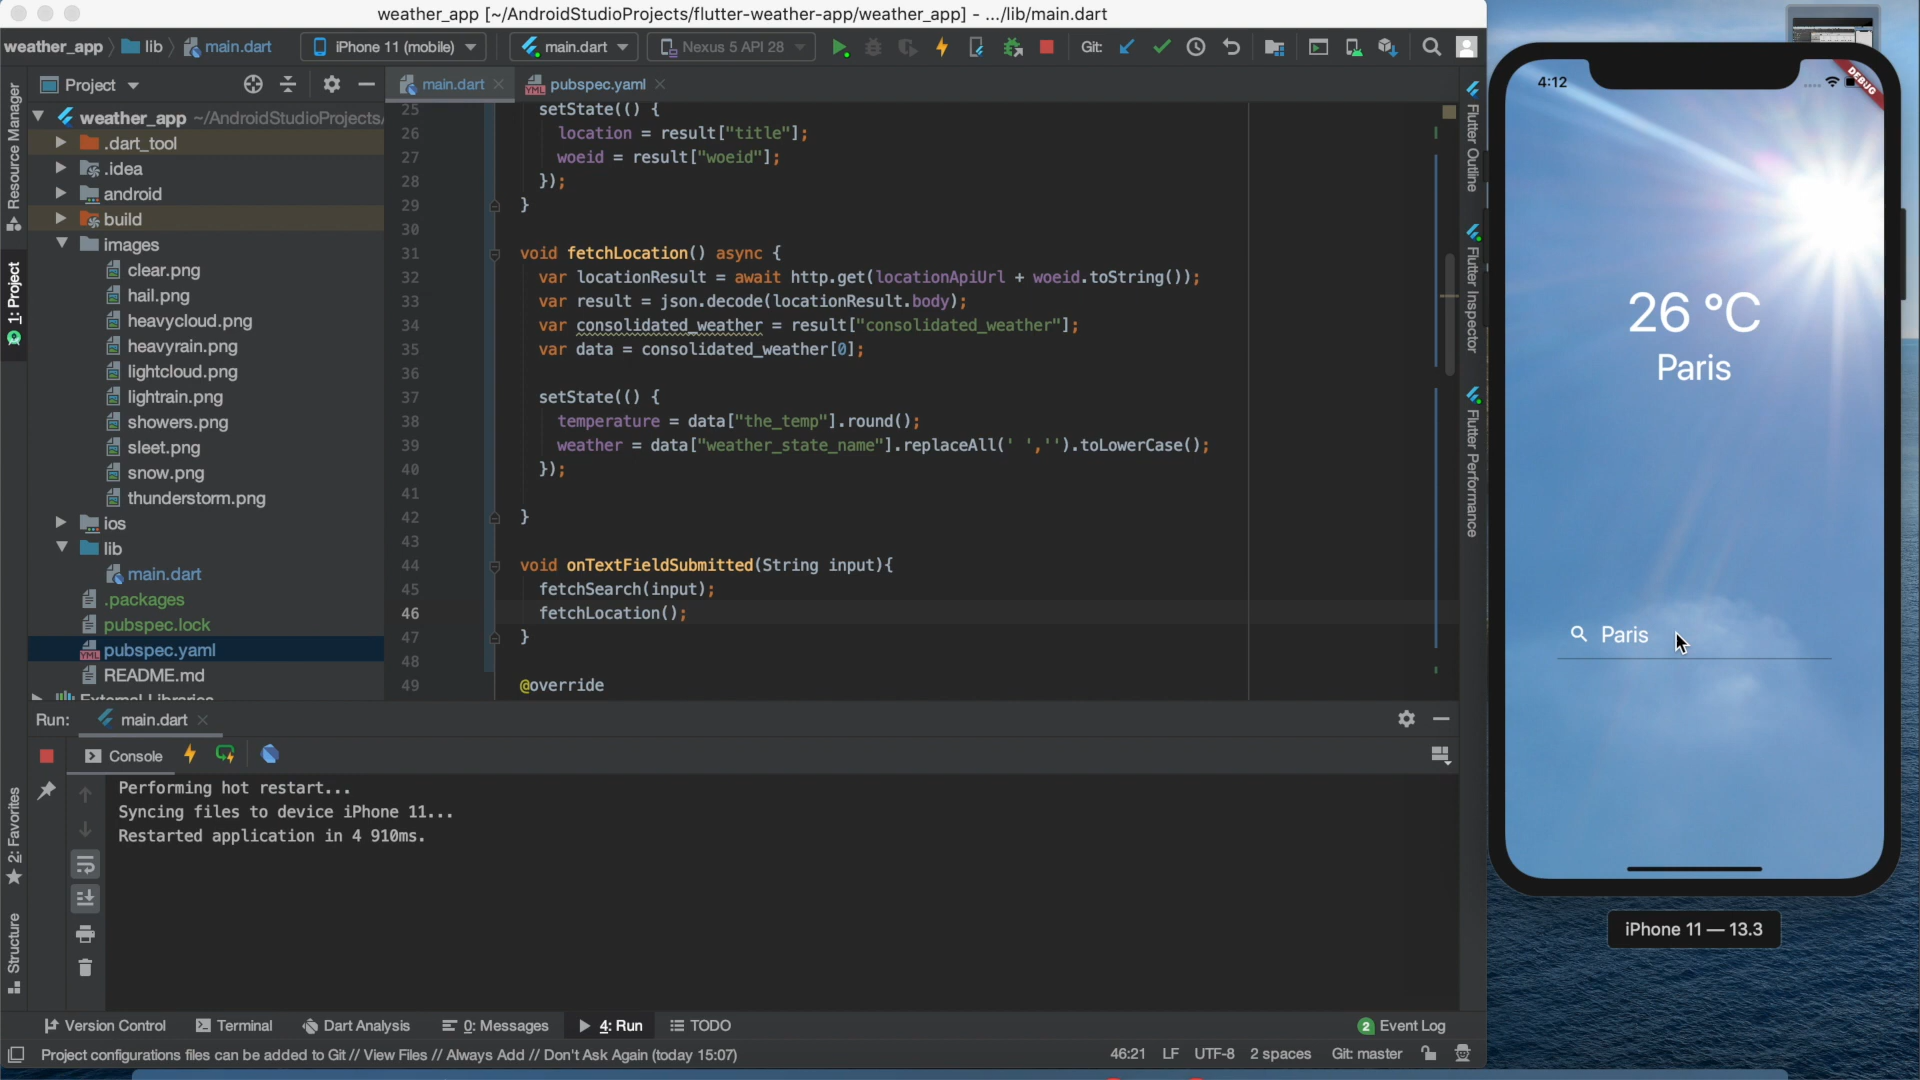 weather_app [~/AndroidStudioProjects/flutter-weather-app/weather_app] - .../lib/main.dart
weather_app lib main.dart iPhone 11 (mobile) main.dart Nexus 5 API 28 Git:
Project
main.dart
pubspec.yaml
Resource Manager
1: Project
2: Favorites
Structure
weather_app ~/AndroidStudioProjects/
.dart_tool
.idea
android
build
images
clear.png
hail.png
heavycloud.png
heavyrain.png
lightcloud.png
lightrain.png
showers.png
sleet.png
snow.png
thunderstorm.png
ios
lib
main.dart
.packages
pubspec.lock
pubspec.yaml
README.md
External Libraries
25 setState(() {
26 location = result["title"];
27 woeid = result["woeid"];
28 });
29 }
30
31 void fetchLocation() async {
32 var locationResult = await http.get(locationApiUrl + woeid.toString());
33 var result = json.decode(locationResult.body);
34 var consolidated_weather = result["consolidated_weather"];
35 var data = consolidated_weather[0];
36
37 setState(() {
38 temperature = data["the_temp"].round();
39 weather = data["weather_state_name"].replaceAll(' ','').toLowerCase();
40 });
41
42 }
43
44 void onTextFieldSubmitted(String input){
45 fetchSearch(input);
46 fetchLocation();
47 }
48
49 @override
Flutter Outline
Flutter Inspector
Flutter Performance
Run: main.dart
Console
Performing hot restart...
Syncing files to device iPhone 11...
Restarted application in 4 910ms.
Version Control Terminal Dart Analysis 0: Messages 4: Run TODO 2 Event Log
Project configurations files can be added to Git // View Files // Always Add // Don't Ask Again (today 15:07) 46:21 LF UTF-8 2 spaces Git: master
4:12
DEBUG
26 °C
Paris
Paris
iPhone 11 — 13.3